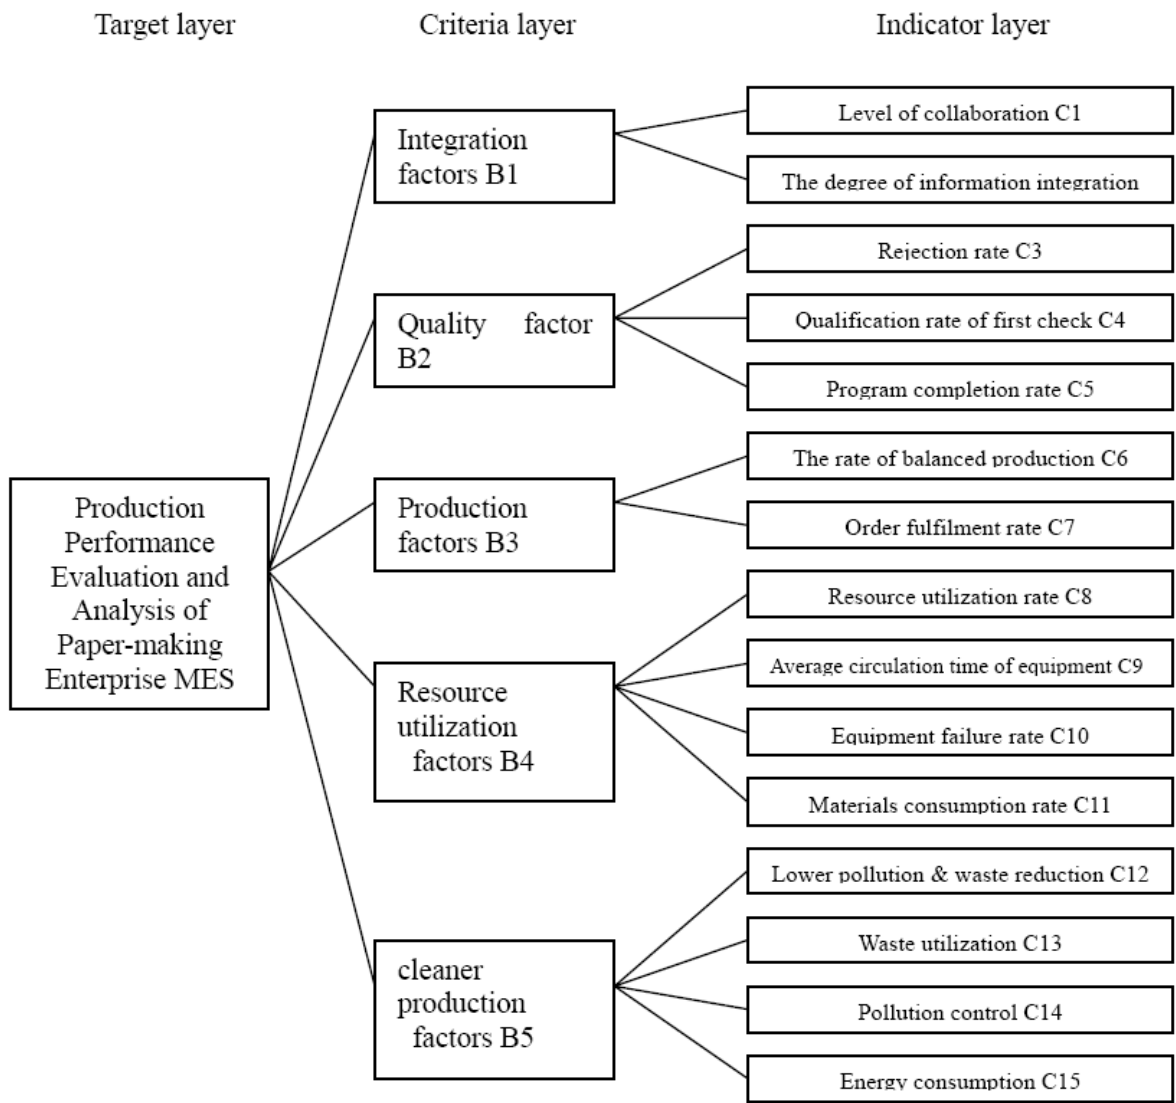 Target layer
Criteria layer
Indicator layer
Production
Performance
Evaluation and
Analysis of
Paper-making
Enterprise MES
Integration
factors B1
Quality factor
B2
Production
factors B3
Resource
utilization
factors B4
cleaner
production
factors B5
Level of collaboration C1
The degree of information integration
Rejection rate C3
Qualification rate of first check C4
Program completion rate C5
The rate of balanced production C6
Order fulfilment rate C7
Resource utilization rate C8
Average circulation time of equipment C9
Equipment failure rate C10
Materials consumption rate C11
Lower pollution & waste reduction C12
Waste utilization C13
Pollution control C14
Energy consumption C15